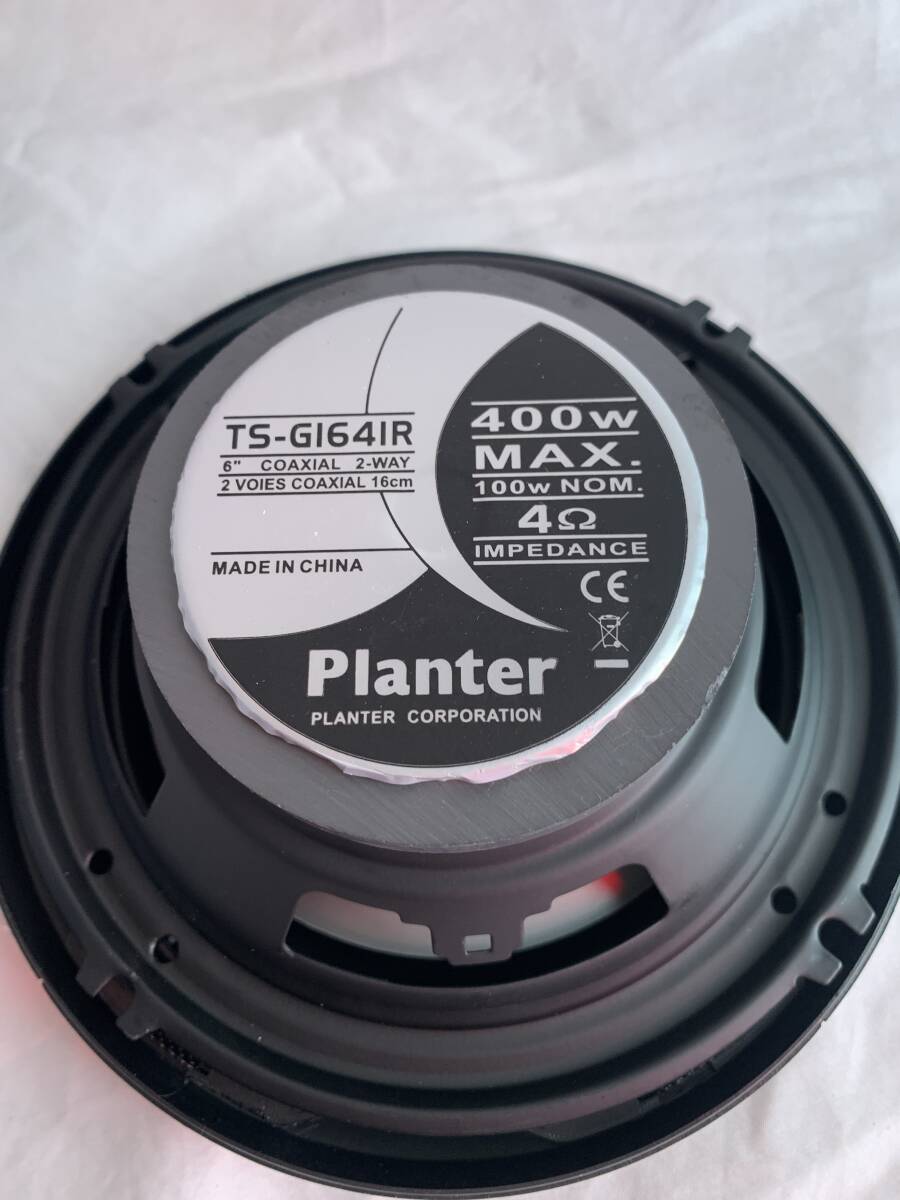 TS-G1641R
6" COAXIAL 2-WAY
2 VOIES COAXIAL 16cm
MADE IN CHINA
400w
MAX.
100w NOM.
4Ω
IMPEDANCE
CE
Planter
PLANTER CORPORATION